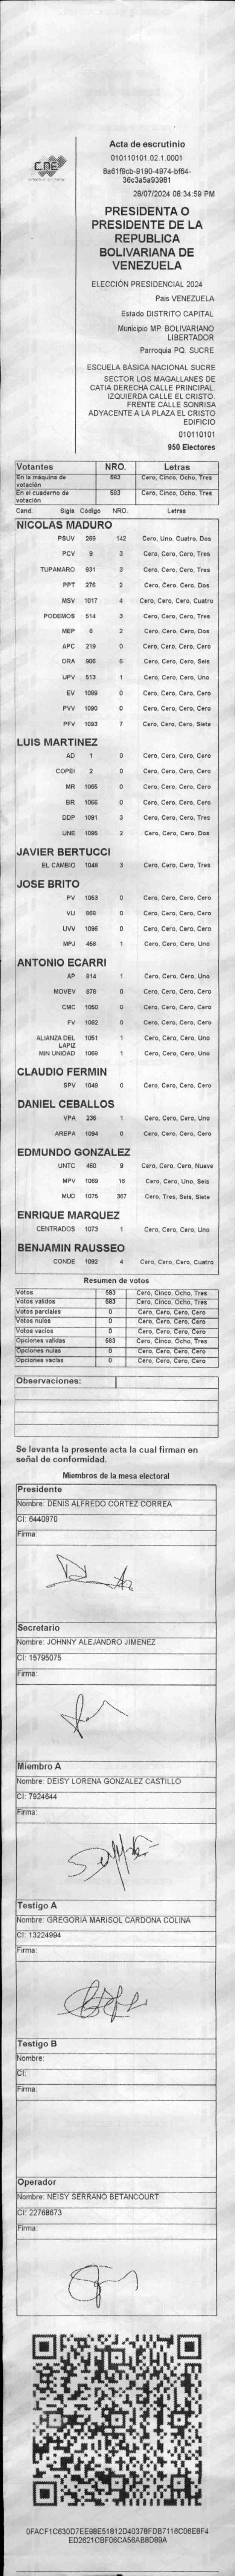 CNE
Acta de escrutinio
010110101.02.1.0001
8a61f9cb-9190-4974-bf64-
36c3a5a93981
28/07/2024 08:34:59 PM
PRESIDENTA O
PRESIDENTE DE LA
REPUBLICA
BOLIVARIANA DE
VENEZUELA
ELECCIÓN PRESIDENCIAL 2024
Pais VENEZUELA
Estado DISTRITO CAPITAL
Municipio MP. BOLIVARIANO
LIBERTADOR
Parroquia PQ. SUCRE
ESCUELA BÁSICA NACIONAL SUCRE
SECTOR LOS MAGALLANES DE
CATIA DERECHA CALLE PRINCIPAL.
IZQUIERDA CALLE EL CRISTO.
FRENTE CALLE SONRISA
ADYACENTE A LA PLAZA EL CRISTO
EDIFICIO
010110101
950 Electores
Votantes NRO. Letras
En la máquina de votación 583 Cero, Cinco, Ocho, Tres
En el cuaderno de votación 583 Cero, Cinco, Ocho, Tres
Cand. Sigla Código NRO. Letras
NICOLAS MADURO
PSUV 269 142 Cero, Uno, Cuatro, Dos
PCV 9 3 Cero, Cero, Cero, Tres
TUPAMARO 931 3 Cero, Cero, Cero, Tres
PPT 276 2 Cero, Cero, Cero, Dos
MSV 1017 4 Cero, Cero, Cero, Cuatro
PODEMOS 514 3 Cero, Cero, Cero, Tres
MEP 6 2 Cero, Cero, Cero, Dos
APC 219 0 Cero, Cero, Cero, Cero
ORA 906 6 Cero, Cero, Cero, Seis
UPV 513 1 Cero, Cero, Cero, Uno
EV 1089 0 Cero, Cero, Cero, Cero
PVV 1090 0 Cero, Cero, Cero, Cero
PFV 1093 7 Cero, Cero, Cero, Siete
LUIS MARTINEZ
AD 1 0 Cero, Cero, Cero, Cero
COPEI 2 0 Cero, Cero, Cero, Cero
MR 1065 0 Cero, Cero, Cero, Cero
BR 1066 0 Cero, Cero, Cero, Cero
DDP 1091 3 Cero, Cero, Cero, Tres
UNE 1095 2 Cero, Cero, Cero, Dos
JAVIER BERTUCCI
EL CAMBIO 1048 3 Cero, Cero, Cero, Tres
JOSE BRITO
PV 1053 0 Cero, Cero, Cero, Cero
VU 968 0 Cero, Cero, Cero, Cero
UVV 1096 0 Cero, Cero, Cero, Cero
MPJ 458 1 Cero, Cero, Cero, Uno
ANTONIO ECARRI
AP 814 1 Cero, Cero, Cero, Uno
MOVEV 678 0 Cero, Cero, Cero, Cero
CMC 1050 0 Cero, Cero, Cero, Cero
FV 1062 0 Cero, Cero, Cero, Cero
ALIANZA DEL LAPIZ 1051 1 Cero, Cero, Cero, Uno
MIN UNIDAD 1069 1 Cero, Cero, Cero, Uno
CLAUDIO FERMIN
SPV 1049 0 Cero, Cero, Cero, Cero
DANIEL CEBALLOS
VPA 236 1 Cero, Cero, Cero, Uno
AREPA 1094 0 Cero, Cero, Cero, Cero
EDMUNDO GONZALEZ
UNTC 480 9 Cero, Cero, Cero, Nueve
MPV 1069 16 Cero, Cero, Uno, Seis
MUD 1075 367 Cero, Tres, Seis, Siete
ENRIQUE MARQUEZ
CENTRADOS 1073 1 Cero, Cero, Cero, Uno
BENJAMIN RAUSSEO
CONDE 1092 4 Cero, Cero, Cero, Cuatro
Resumen de votos
Votos 583 Cero, Cinco, Ocho, Tres
Votos validos 583 Cero, Cinco, Ocho, Tres
Votos parciales 0 Cero, Cero, Cero, Cero
Votos nulos 0 Cero, Cero, Cero, Cero
Votos vacíos 0 Cero, Cero, Cero, Cero
Opciones validas 583 Cero, Cinco, Ocho, Tres
Opciones nulas 0 Cero, Cero, Cero, Cero
Opciones vacías 0 Cero, Cero, Cero, Cero
Observaciones:
Se levanta la presente acta la cual firman en
señal de conformidad.
Miembros de la mesa electoral
Presidente
Nombre: DENIS ALFREDO CORTEZ CORREA
CI: 6440970
Firma:
Secretario
Nombre: JOHNNY ALEJANDRO JIMENEZ
CI: 15795075
Firma:
Miembro A
Nombre: DEISY LORENA GONZALEZ CASTILLO
CI: 7924644
Firma:
Testigo A
Nombre: GREGORIA MARISOL CARDONA COLINA
CI: 13224994
Firma:
Testigo B
Nombre:
CI:
Firma:
Operador
Nombre: NEISY SERRANO BETANCOURT
CI: 22768673
Firma:
0FACF1C630D7EE98E51812D40378FDB7116C06E8F4
ED2621CBF06CA56AB8D89A